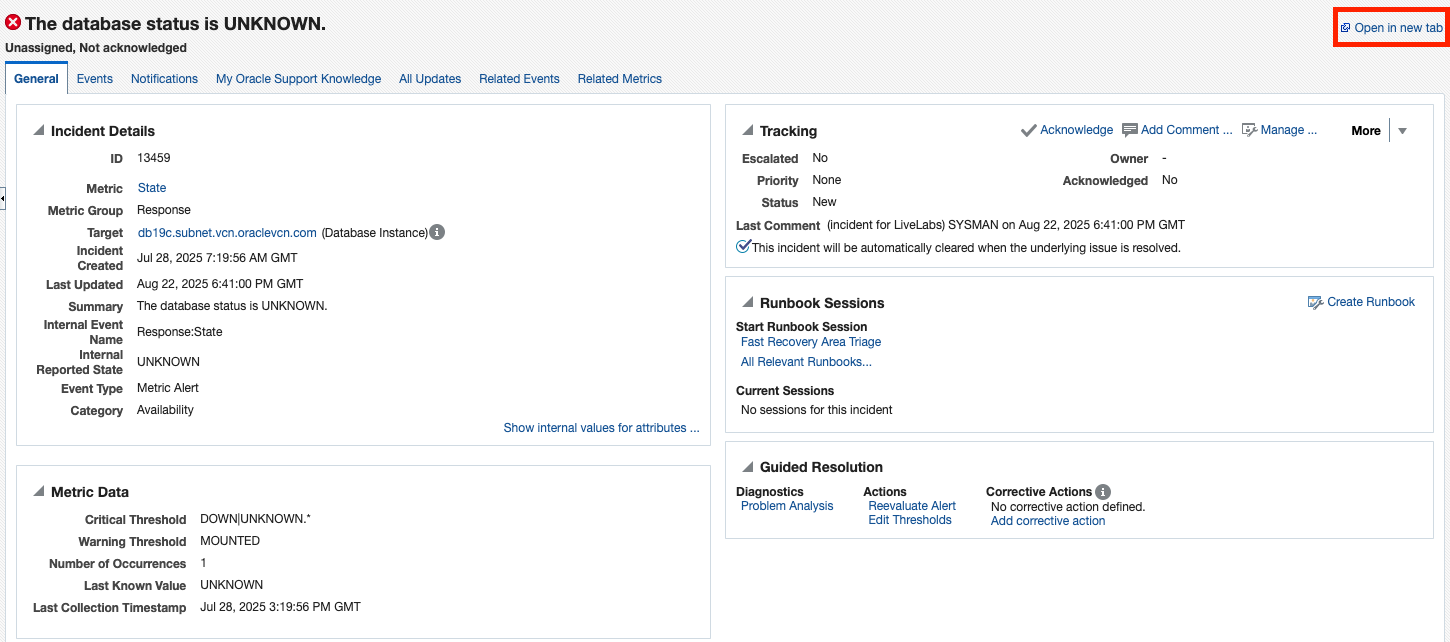 The database status is UNKNOWN.
Open in new tab
Unassigned, Not acknowledged
General Events Notifications My Oracle Support Knowledge All Updates Related Events Related Metrics
Incident Details
ID 13459
Metric State
Metric Group Response
Target db19c.subnet.vcn.oraclevcn.com (Database Instance)
Incident
Created Jul 28, 2025 7:19:56 AM GMT
Last Updated Aug 22, 2025 6:41:00 PM GMT
Summary The database status is UNKNOWN.
Internal Event
Name Response:State
Internal
Reported State UNKNOWN
Event Type Metric Alert
Category Availability
Show internal values for attributes ...
Metric Data
Critical Threshold DOWN|UNKNOWN.*
Warning Threshold MOUNTED
Number of Occurrences 1
Last Known Value UNKNOWN
Last Collection Timestamp Jul 28, 2025 3:19:56 PM GMT
Tracking Acknowledge Add Comment ... Manage ... More
Escalated No Owner -
Priority None Acknowledged No
Status New
Last Comment (incident for LiveLabs) SYSMAN on Aug 22, 2025 6:41:00 PM GMT
This incident will be automatically cleared when the underlying issue is resolved.
Runbook Sessions Create Runbook
Start Runbook Session
Fast Recovery Area Triage
All Relevant Runbooks...
Current Sessions
No sessions for this incident
Guided Resolution
Diagnostics Actions Corrective Actions
Problem Analysis Reevaluate Alert No corrective action defined.
Edit Thresholds Add corrective action